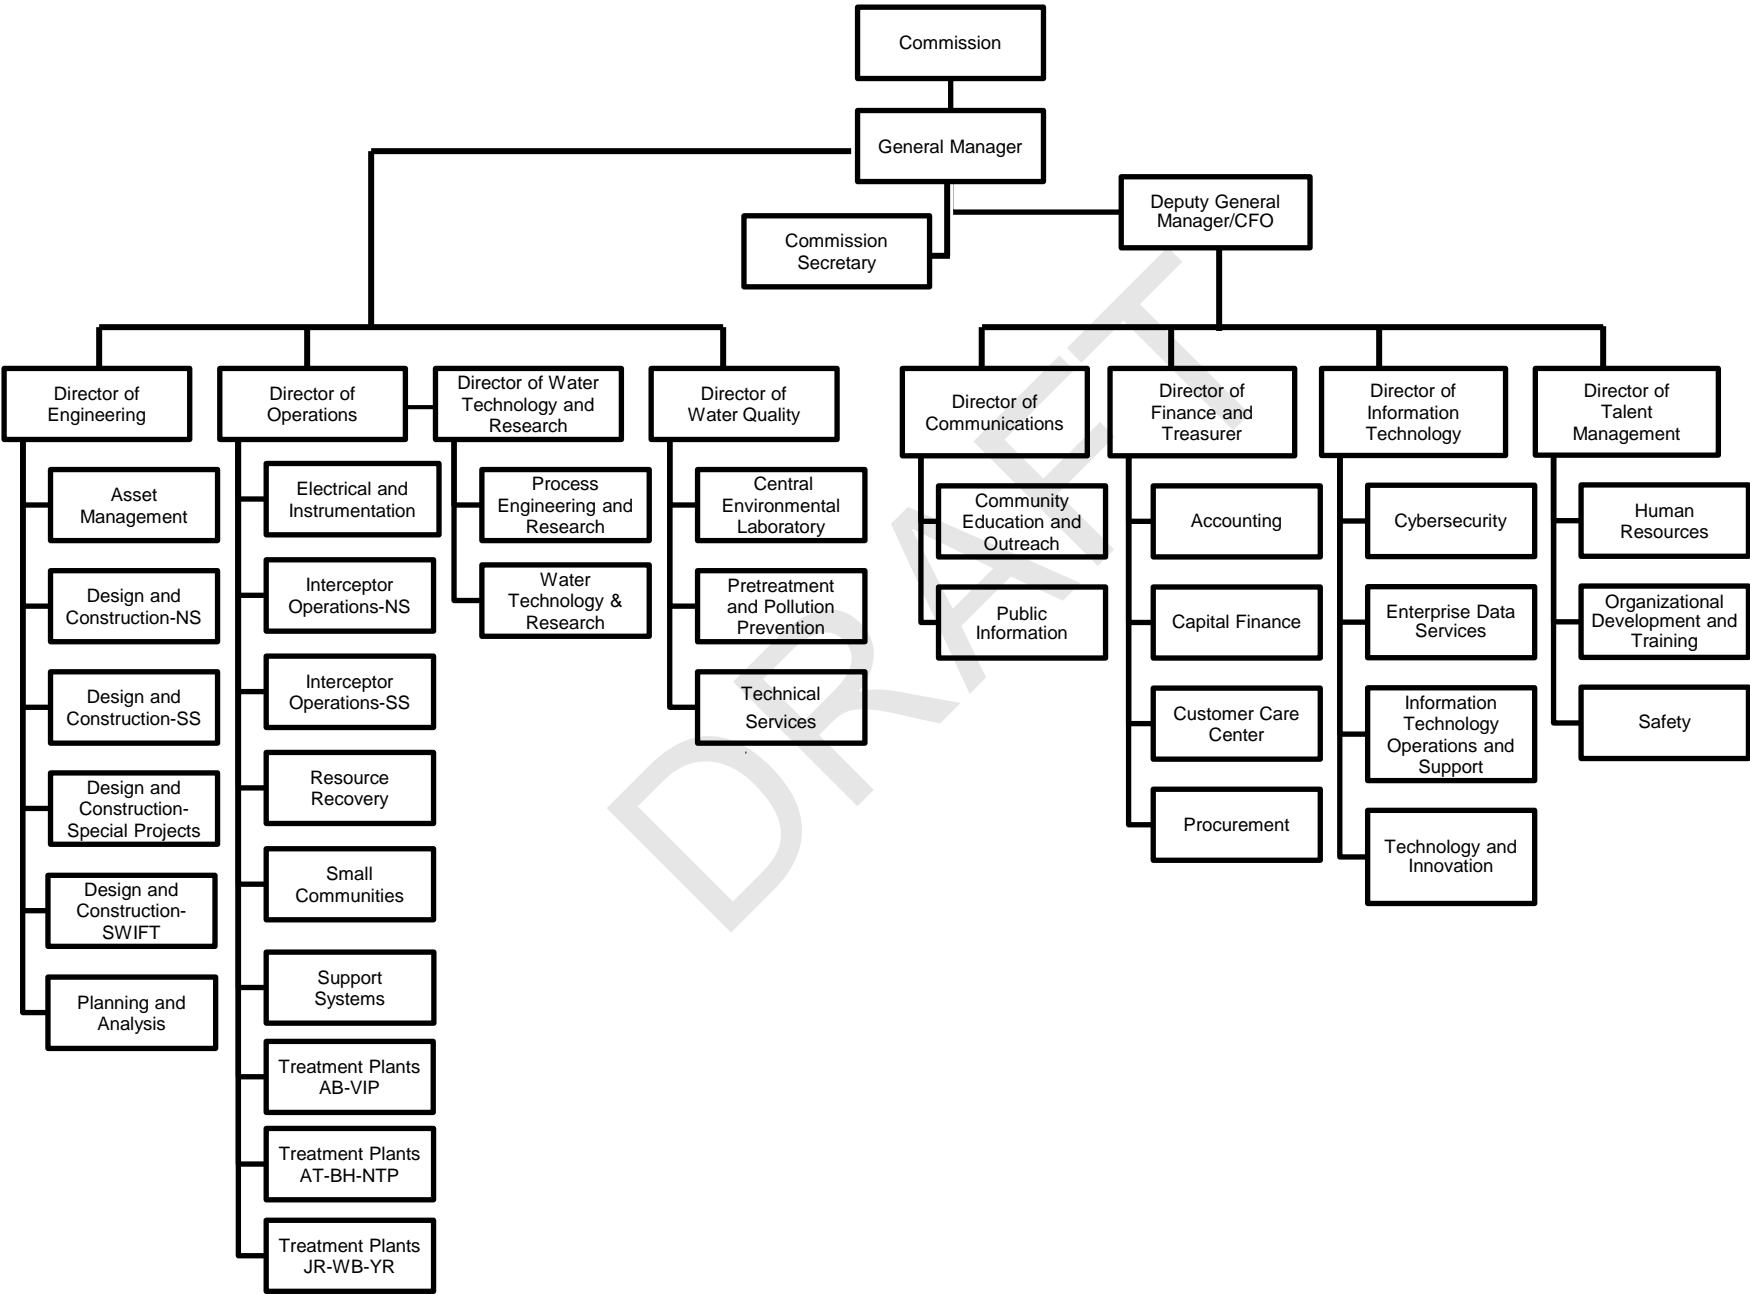 Commission
General Manager
Deputy General
Manager/CFO
Commission
Secretary
Director of
Engineering
Director of
Operations
Director of Water
Technology and
Research
Director of
Water Quality
Director of
Communications
Director of
Finance and
Treasurer
Director of
Information
Technology
Director of
Talent
Management
Asset
Management
Design and
Construction-NS
Design and
Construction-SS
Design and
Construction-
Special Projects
Design and
Construction-
SWIFT
Planning and
Analysis
Electrical and
Instrumentation
Interceptor
Operations-NS
Interceptor
Operations-SS
Resource
Recovery
Small
Communities
Support
Systems
Treatment Plants
AB-VIP
Treatment Plants
AT-BH-NTP
Treatment Plants
JR-WB-YR
Process
Engineering and
Research
Water
Technology &
Research
Central
Environmental
Laboratory
Pretreatment
and Pollution
Prevention
Technical
Services
Community
Education and
Outreach
Public
Information
Accounting
Capital Finance
Customer Care
Center
Procurement
Cybersecurity
Enterprise Data
Services
Information
Technology
Operations and
Support
Technology and
Innovation
Human
Resources
Organizational
Development and
Training
Safety
DRAFT